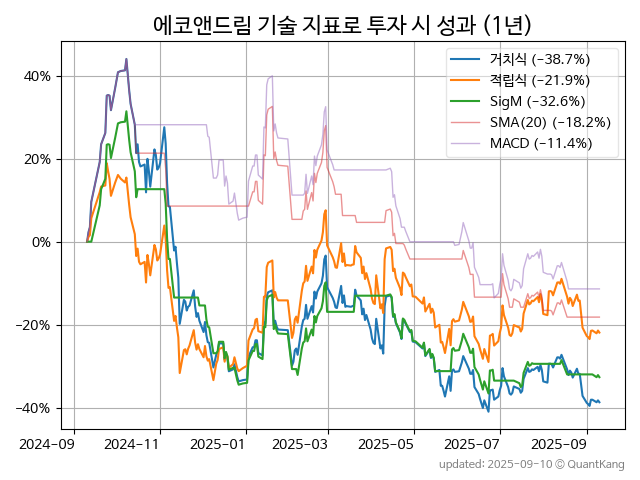 에코앤드림 기술 지표로 투자 시 성과 (1년)
거치식 (−38.7%)
적립식 (−21.9%)
SigM (−32.6%)
SMA(20) (−18.2%)
MACD (−11.4%)
40%
20%
0%
−20%
−40%
2024-09 2024-11 2025-01 2025-03 2025-05 2025-07 2025-09
updated: 2025-09-10 © QuantKang